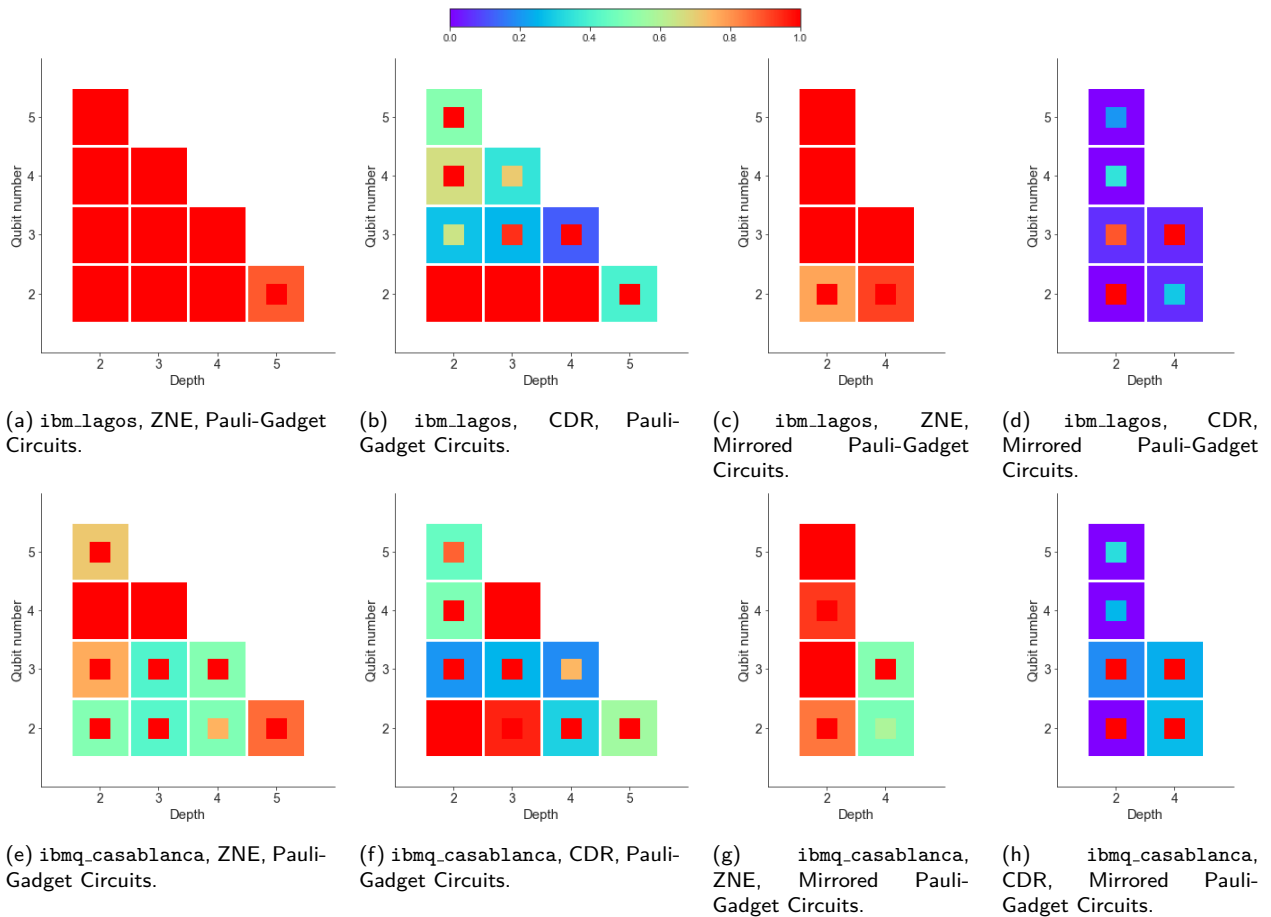 0.0 0.2 0.4 0.6 0.8 1.0
Qubit number
5
4
3
2
2 3 4 5
Depth
Qubit number
5
4
3
2
2 3 4 5
Depth
Qubit number
5
4
3
2
2 4
Depth
Qubit number
5
4
3
2
2 4
Depth
(a) ibm_lagos, ZNE, Pauli-Gadget
Circuits.
(b) ibm_lagos, CDR, Pauli-
Gadget Circuits.
(c) ibm_lagos, ZNE,
Mirrored Pauli-Gadget
Circuits.
(d) ibm_lagos, CDR,
Mirrored Pauli-Gadget
Circuits.
Qubit number
5
4
3
2
2 3 4 5
Depth
Qubit number
5
4
3
2
2 3 4 5
Depth
Qubit number
5
4
3
2
2 4
Depth
Qubit number
5
4
3
2
2 4
Depth
(e) ibmq_casablanca, ZNE, Pauli-
Gadget Circuits.
(f) ibmq_casablanca, CDR, Pauli-
Gadget Circuits.
(g) ibmq_casablanca,
ZNE, Mirrored Pauli-
Gadget Circuits.
(h) ibmq_casablanca,
CDR, Mirrored Pauli-
Gadget Circuits.